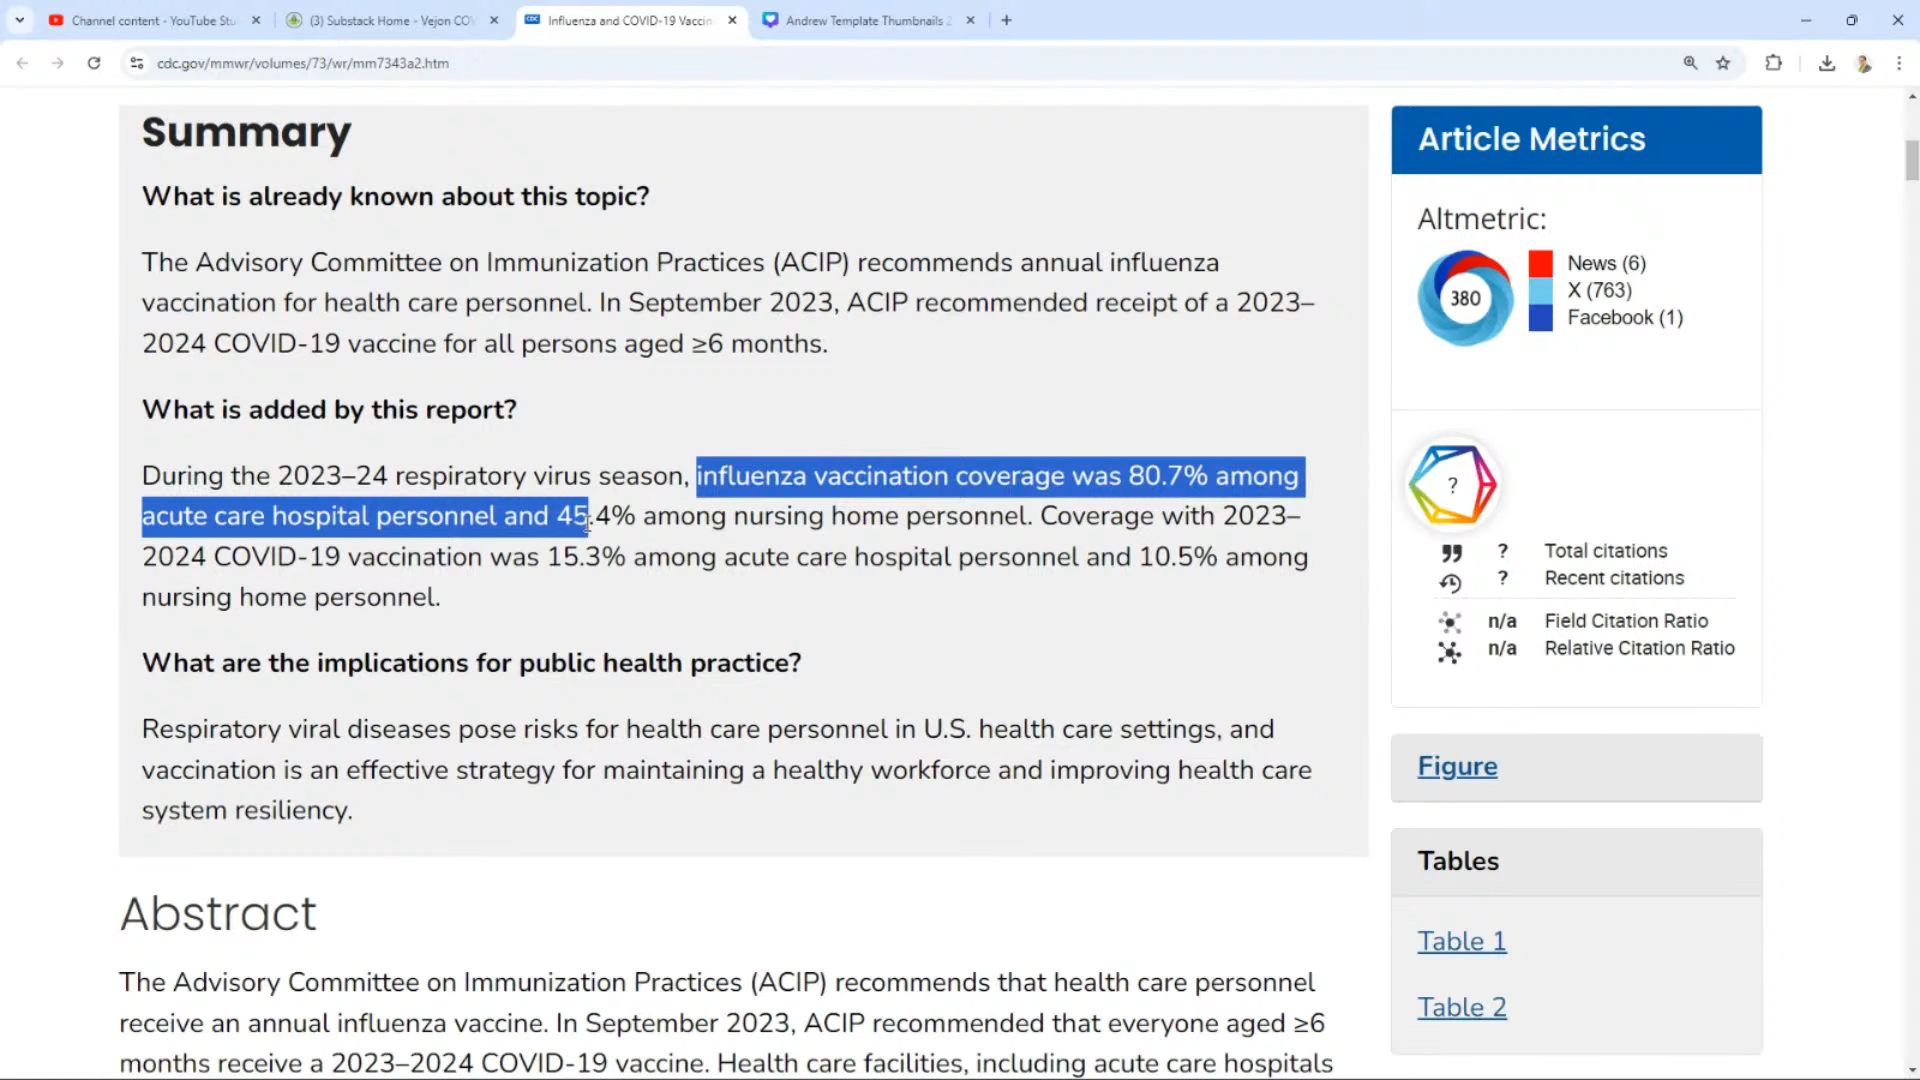 Channel content - YouTube Stu
(3) Substack Home - Vejon COV
CDC
Influenza and COVID-19 Vaccin
Andrew Template Thumbnails 2
cdc.gov/mmwr/volumes/73/wr/mm7343a2.htm
Summary
What is already known about this topic?
The Advisory Committee on Immunization Practices (ACIP) recommends annual influenza
vaccination for health care personnel. In September 2023, ACIP recommended receipt of a 2023–
2024 COVID-19 vaccine for all persons aged ≥6 months.
What is added by this report?
During the 2023–24 respiratory virus season, influenza vaccination coverage was 80.7% among
acute care hospital personnel and 45.4% among nursing home personnel. Coverage with 2023–
2024 COVID-19 vaccination was 15.3% among acute care hospital personnel and 10.5% among
nursing home personnel.
What are the implications for public health practice?
Respiratory viral diseases pose risks for health care personnel in U.S. health care settings, and
vaccination is an effective strategy for maintaining a healthy workforce and improving health care
system resiliency.
Abstract
The Advisory Committee on Immunization Practices (ACIP) recommends that health care personnel
receive an annual influenza vaccine. In September 2023, ACIP recommended that everyone aged ≥6
months receive a 2023–2024 COVID-19 vaccine. Health care facilities, including acute care hospitals
Article Metrics
Altmetric:
380
News (6)
X (763)
Facebook (1)
?
? Total citations
? Recent citations
n/a Field Citation Ratio
n/a Relative Citation Ratio
Figure
Tables
Table 1
Table 2